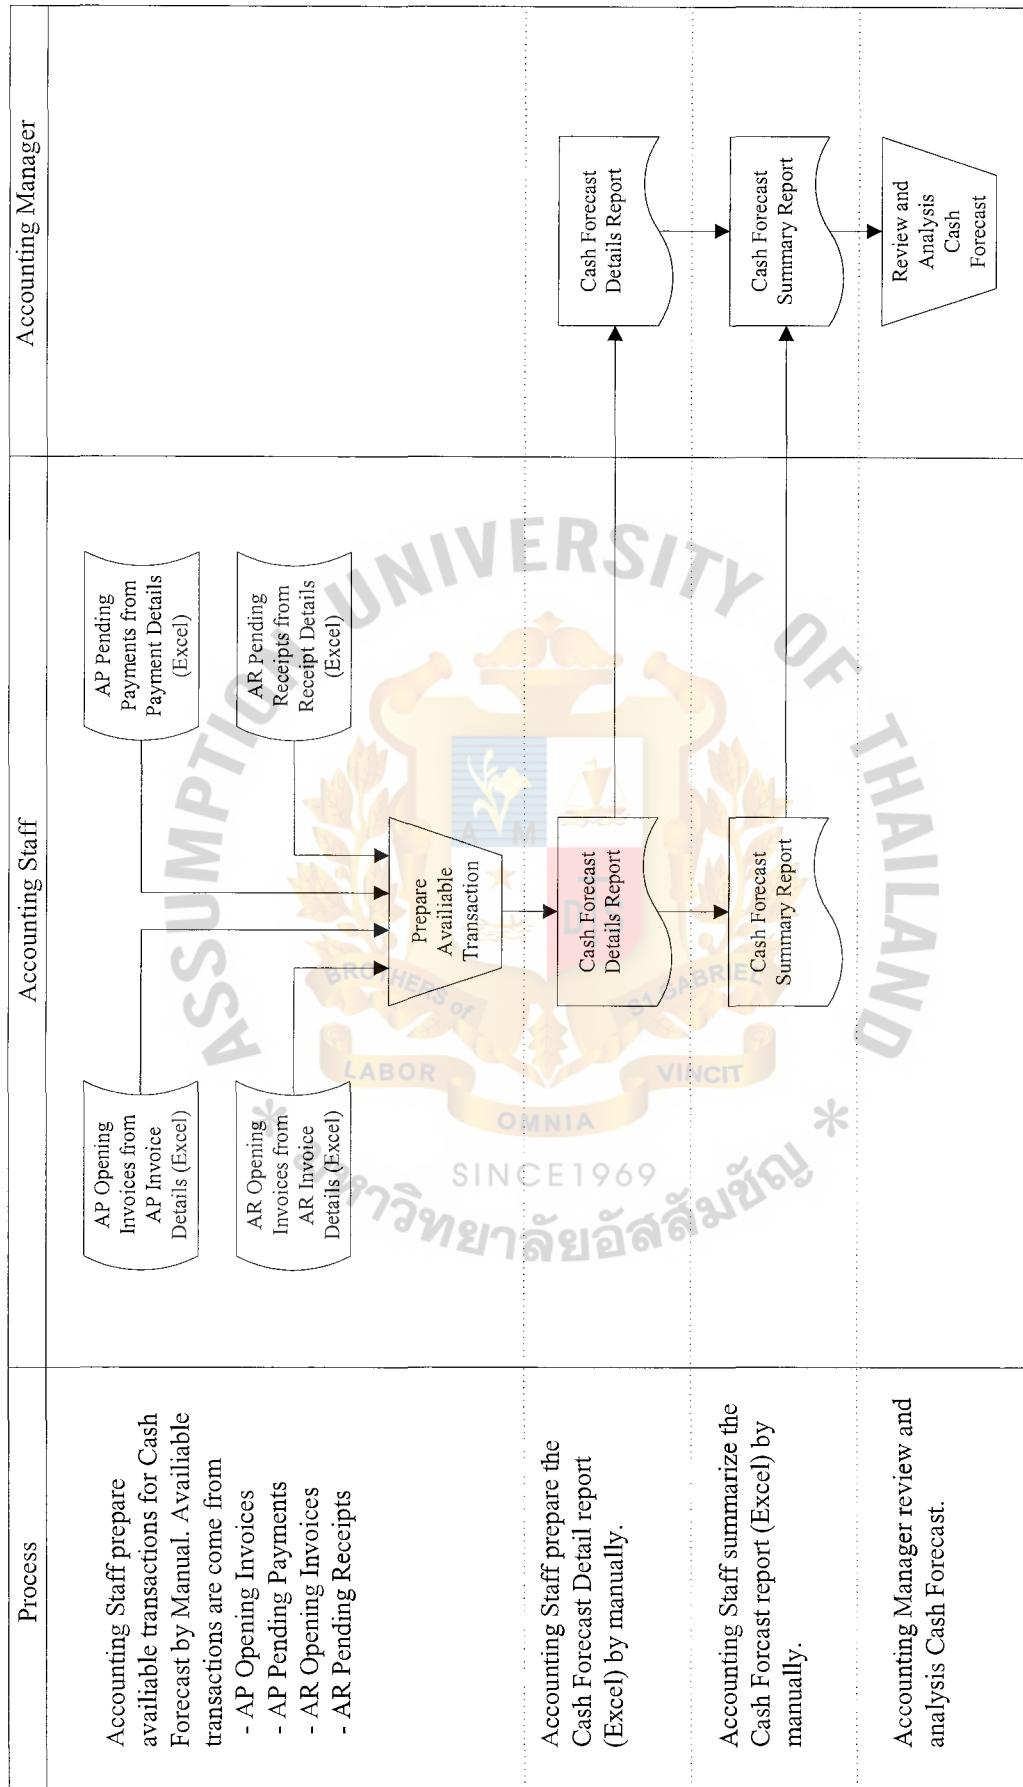 Process
Accounting Staff
Accounting Manager
Accounting Staff prepare
availiable transactions for Cash
Forecast by Manual. Availiable
transactions are come from
- AP Opening Invoices
- AP Pending Payments
- AR Opening Invoices
- AR Pending Receipts
AP Opening
Invoices from
AP Invoice
Details (Excel)
AP Pending
Payments from
Payment Details
(Excel)
AR Opening
Invoices from
AR Invoice
Details (Excel)
AR Pending
Receipts from
Receipt Details
(Excel)
Prepare
Availiable
Transaction
Accounting Staff prepare the
Cash Forecast Detail report
(Excel) by manually.
Cash Forecast
Details Report
Cash Forecast
Details Report
Accounting Staff summarize the
Cash Forcast report (Excel) by
manually.
Cash Forecast
Summary Report
Cash Forecast
Summary Report
Accounting Manager review and
analysis Cash Forecast.
Review and
Analysis
Cash
Forecast
ASSUMPTION UNIVERSITY OF THAILAND
A M
BROTHERS of
ST GABRIEL
LABOR
OMNIA
VINCIT
SINCE1969